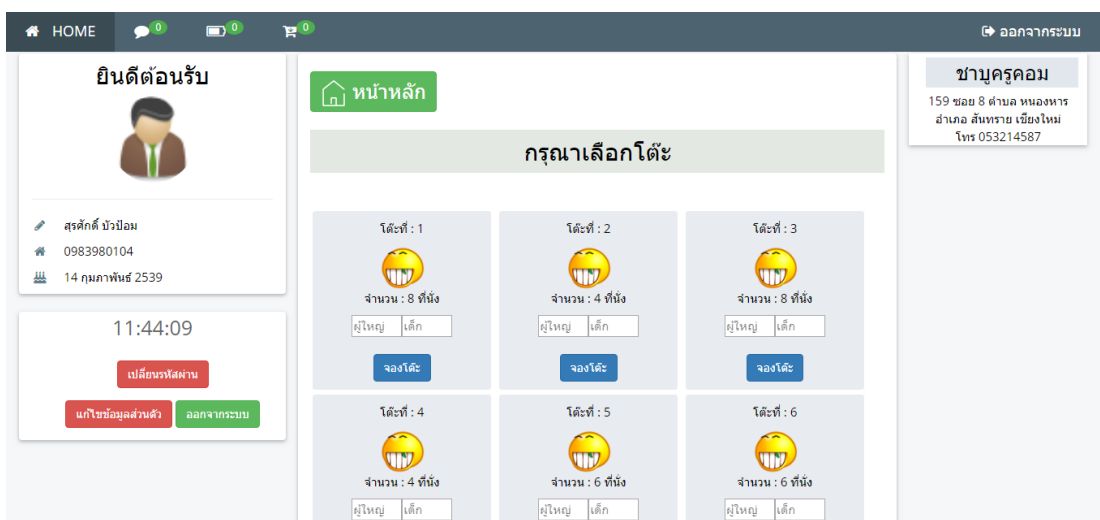 HOME 0 0 0 ออกจากระบบ
ยินดีต้อนรับ
สุรศักดิ์ บัวป้อม
0983980104
14 กุมภาพันธ์ 2539
11:44:09
เปลี่ยนรหัสผ่าน
แก้ไขข้อมูลส่วนตัว ออกจากระบบ
หน้าหลัก
กรุณาเลือกโต๊ะ
โต๊ะที่ : 1 โต๊ะที่ : 2 โต๊ะที่ : 3
จำนวน : 8 ที่นั่ง จำนวน : 4 ที่นั่ง จำนวน : 8 ที่นั่ง
ผู้ใหญ่ เด็ก ผู้ใหญ่ เด็ก ผู้ใหญ่ เด็ก
จองโต๊ะ จองโต๊ะ จองโต๊ะ
โต๊ะที่ : 4 โต๊ะที่ : 5 โต๊ะที่ : 6
จำนวน : 4 ที่นั่ง จำนวน : 6 ที่นั่ง จำนวน : 6 ที่นั่ง
ผู้ใหญ่ เด็ก ผู้ใหญ่ เด็ก ผู้ใหญ่ เด็ก
ชาบูครูคอม
159 ซอย 8 ตำบล หนองหาร
อำเภอ สันทราย เชียงใหม่
โทร 053214587